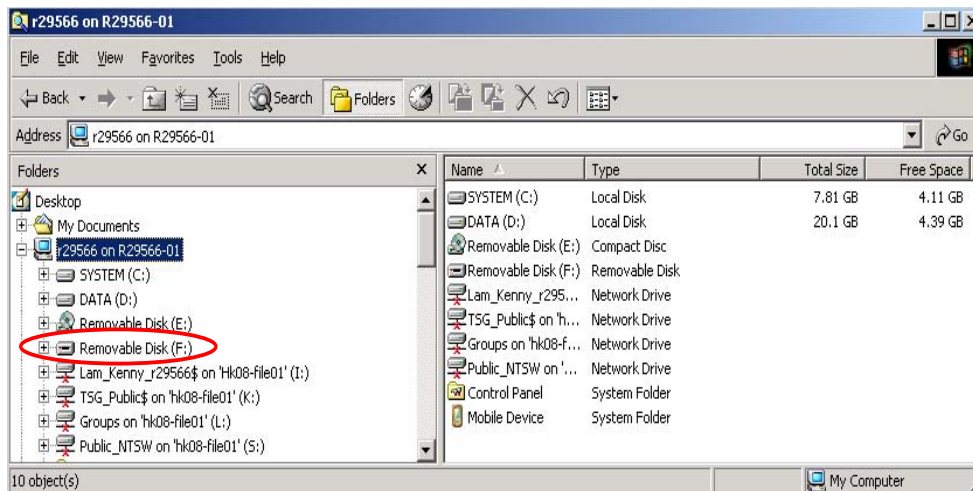 r29566 on R29566-01
File Edit View Favorites Tools Help
Back Search Folders
Address r29566 on R29566-01 Go
Folders x
Desktop
My Documents
r29566 on R29566-01
SYSTEM (C:)
DATA (D:)
Removable Disk (E:)
Removable Disk (F:)
Lam_Kenny_r29566$ on 'Hk08-file01' (I:)
TSG_Public$ on 'hk08-file01' (K:)
Groups on 'hk08-file01' (L:)
Public_NTSW on 'hk08-file01' (S:)
Name Type Total Size Free Space
SYSTEM (C:) Local Disk 7.81 GB 4.11 GB
DATA (D:) Local Disk 20.1 GB 4.39 GB
Removable Disk (E:) Compact Disc
Removable Disk (F:) Removable Disk
Lam_Kenny_r295... Network Drive
TSG_Public$ on 'h... Network Drive
Groups on 'hk08-f... Network Drive
Public_NTSW on '... Network Drive
Control Panel System Folder
Mobile Device System Folder
10 object(s) My Computer